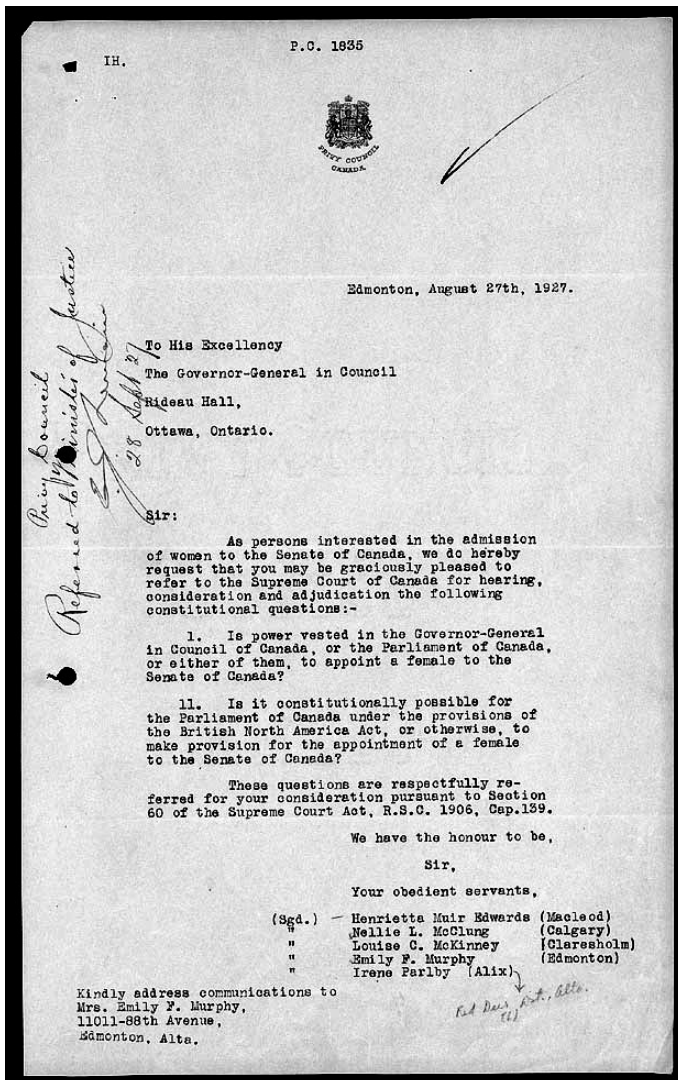 P.C. 1835
IH.
PRIVY COUNCIL
CANADA
Edmonton, August 27th, 1927.
Privy Council
Referred to Minister of Justice
28 Sept 27
To His Excellency
The Governor-General in Council
Rideau Hall,
Ottawa, Ontario.
Sir:
As persons interested in the admission
of women to the Senate of Canada, we do hereby
request that you may be graciously pleased to
refer to the Supreme Court of Canada for hearing,
consideration and adjudication the following
constitutional questions:-
1. Is power vested in the Governor-General
in Council of Canada, or the Parliament of Canada,
or either of them, to appoint a female to the
Senate of Canada?
11. Is it constitutionally possible for
the Parliament of Canada under the provisions of
the British North America Act, or otherwise, to
make provision for the appointment of a female
to the Senate of Canada?
These questions are respectfully re-
ferred for your consideration pursuant to Section
60 of the Supreme Court Act, R.S.C. 1906, Cap.139.
We have the honour to be,
Sir,
Your obedient servants,
(Sgd.) — Henrietta Muir Edwards (Macleod)
" Nellie L. McClung (Calgary)
" Louise C. McKinney (Claresholm)
" Emily F. Murphy (Edmonton)
" Irene Parlby (Alix)
Red Deer Dist., Alta.
Kindly address communications to
Mrs. Emily F. Murphy,
11011-88th Avenue,
Edmonton, Alta.